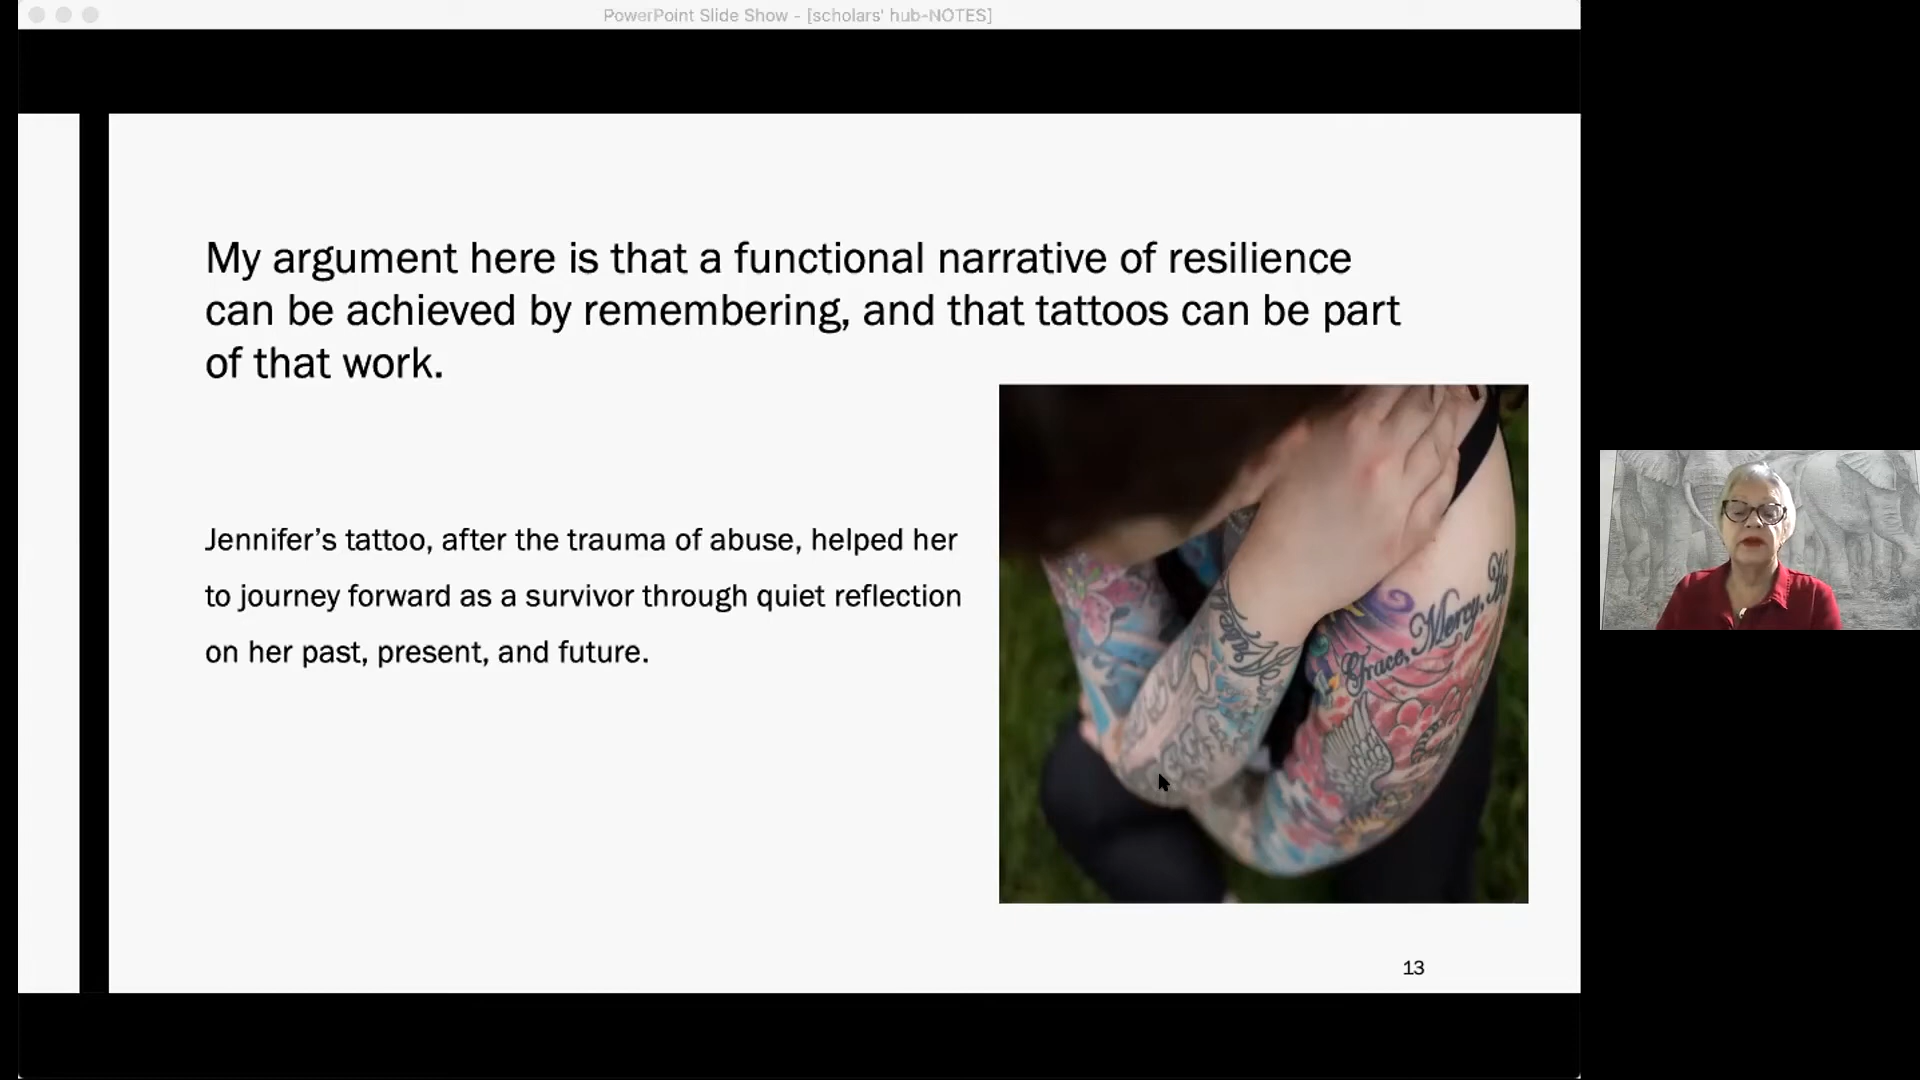 PowerPoint Slide Show - [scholars' hub-NOTES]
My argument here is that a functional narrative of resilience
can be achieved by remembering, and that tattoos can be part
of that work.
Jennifer’s tattoo, after the trauma of abuse, helped her
to journey forward as a survivor through quiet reflection
on her past, present, and future.
Grace, Mercy,
13